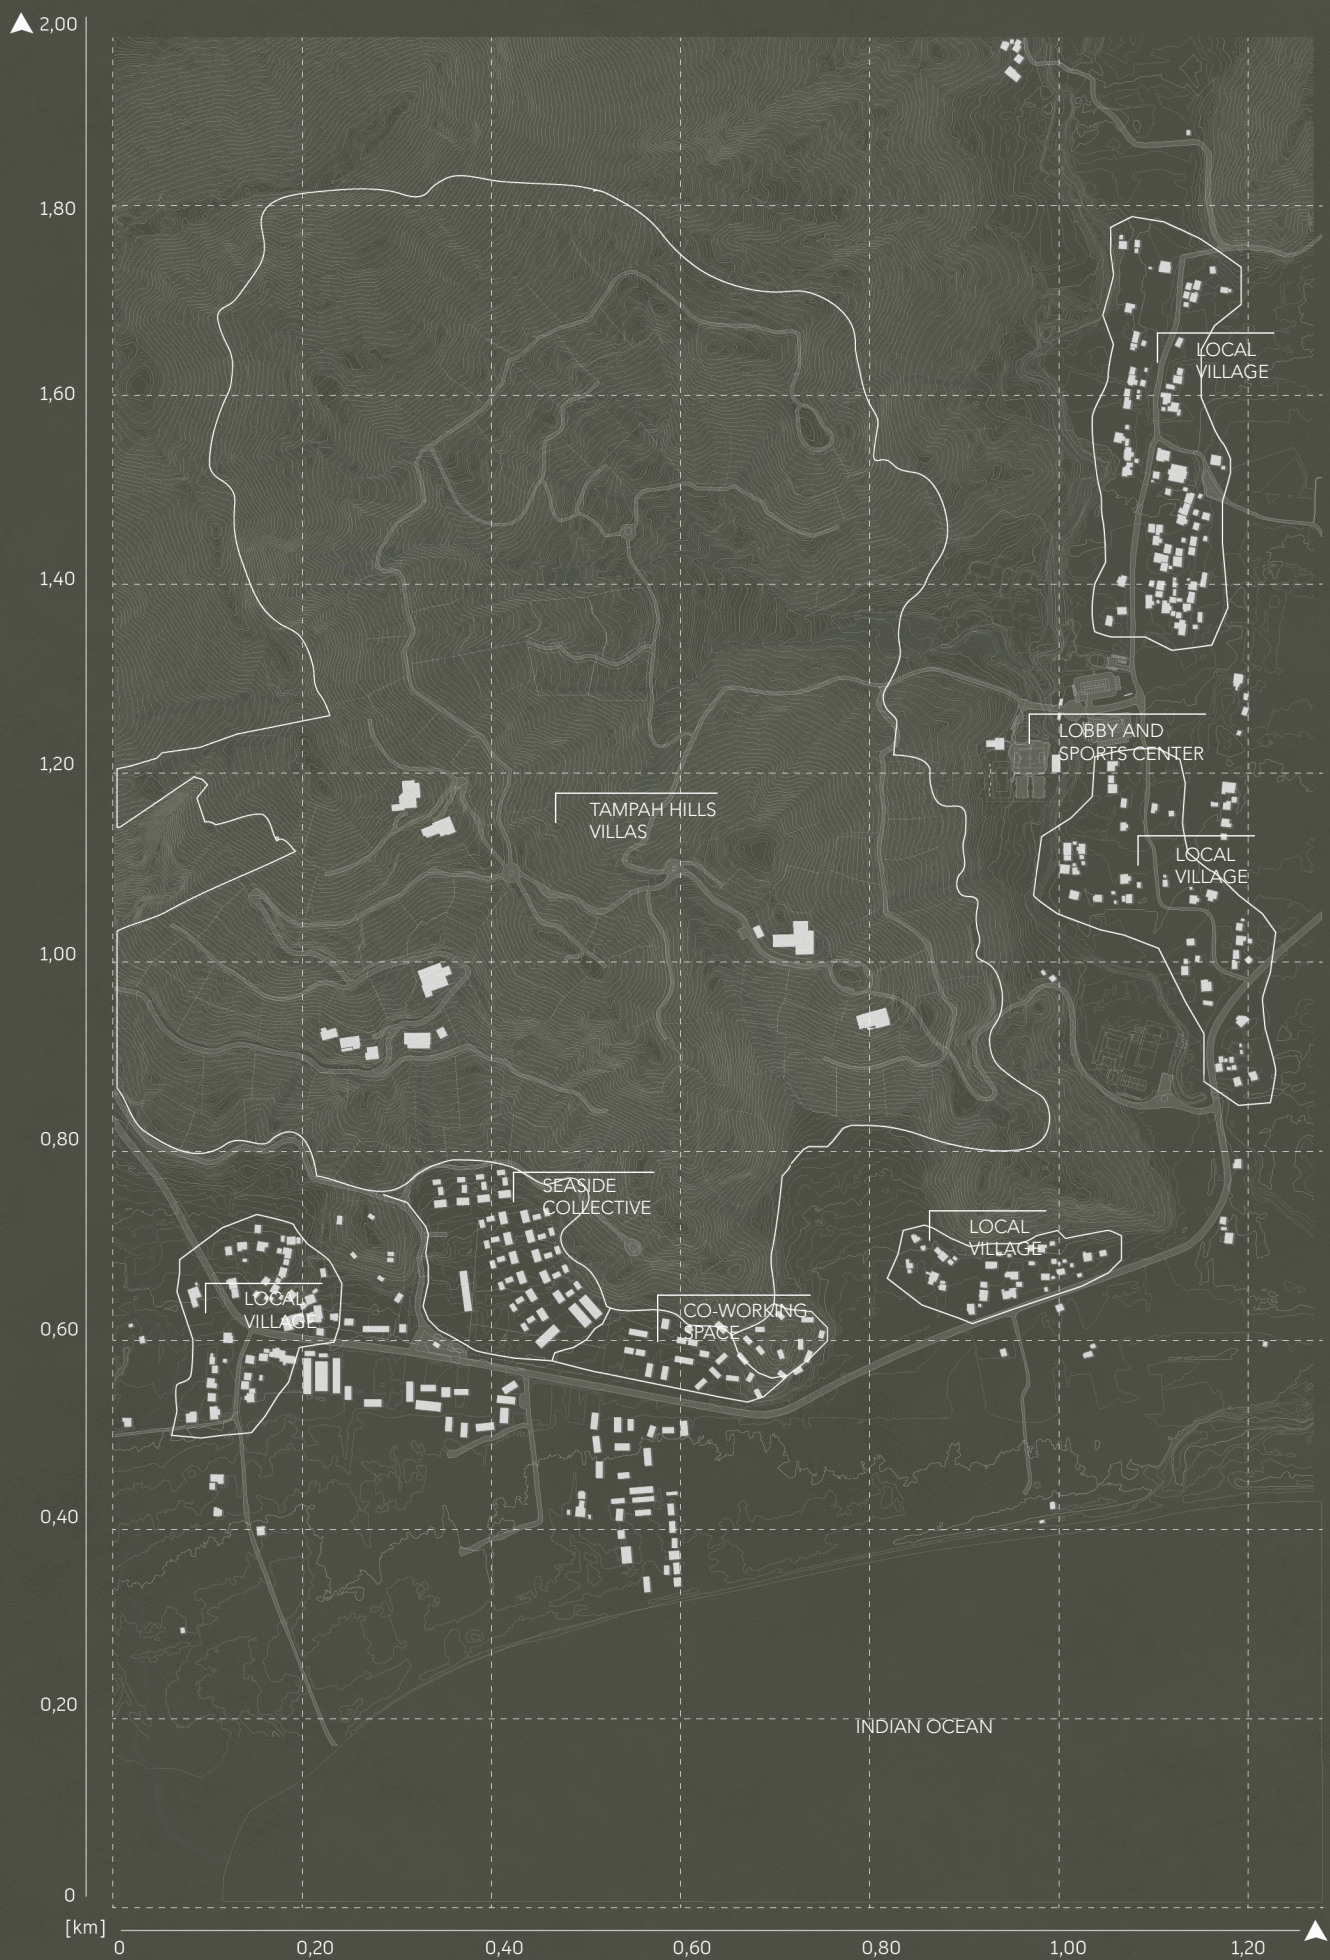 2,00
1,80
LOCAL
VILLAGE
1,60
1,40
LOBBY AND
SPORTS CENTER
1,20
TAMPAH HILLS
VILLAS
LOCAL
VILLAGE
1,00
0,80
SEASIDE
COLLECTIVE
LOCAL
VILLAGE
LOCAL
VILLAGE
CO-WORKING
SPACE
0,60
0,40
0,20
INDIAN OCEAN
0
[km]
0 0,20 0,40 0,60 0,80 1,00 1,20